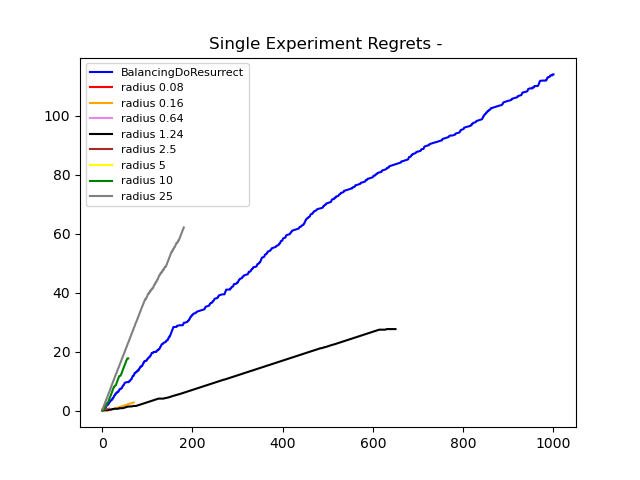 Single Experiment Regrets -
BalancingDoResurrect
radius 0.08
radius 0.16
radius 0.64
radius 1.24
radius 2.5
radius 5
radius 10
radius 25
100
80
60
40
20
0
0 200 400 600 800 1000